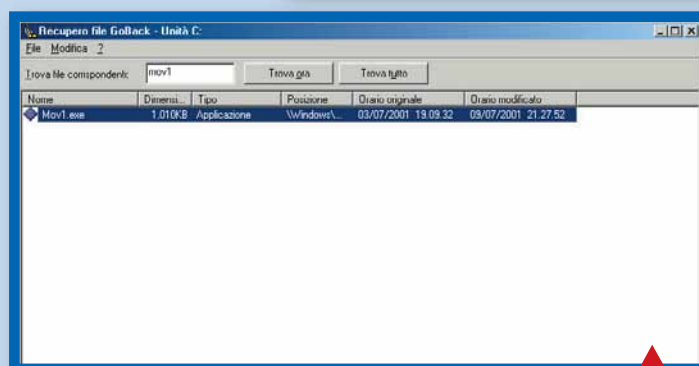 Recupero file GoBack - Unità C:
File Modifica ?
Trova file corrispondenti: mov1 Trova ora Trova tutto
Nome Dimensi... Tipo Posizione Orario originale Orario modificato
Mov1.exe 1,010KB Applicazione \Windows\... 03/07/2001 19.09.32 09/07/2001 21.27.52